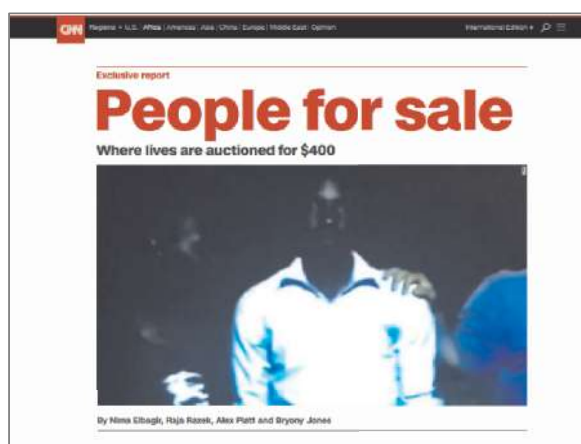 CNN Regions • U.S. Africa Americas Asia China Europe Middle East Opinion International Edition
Exclusive report
People for sale
Where lives are auctioned for $400
By Nima Elbagir, Raja Razek, Alex Platt and Bryony Jones